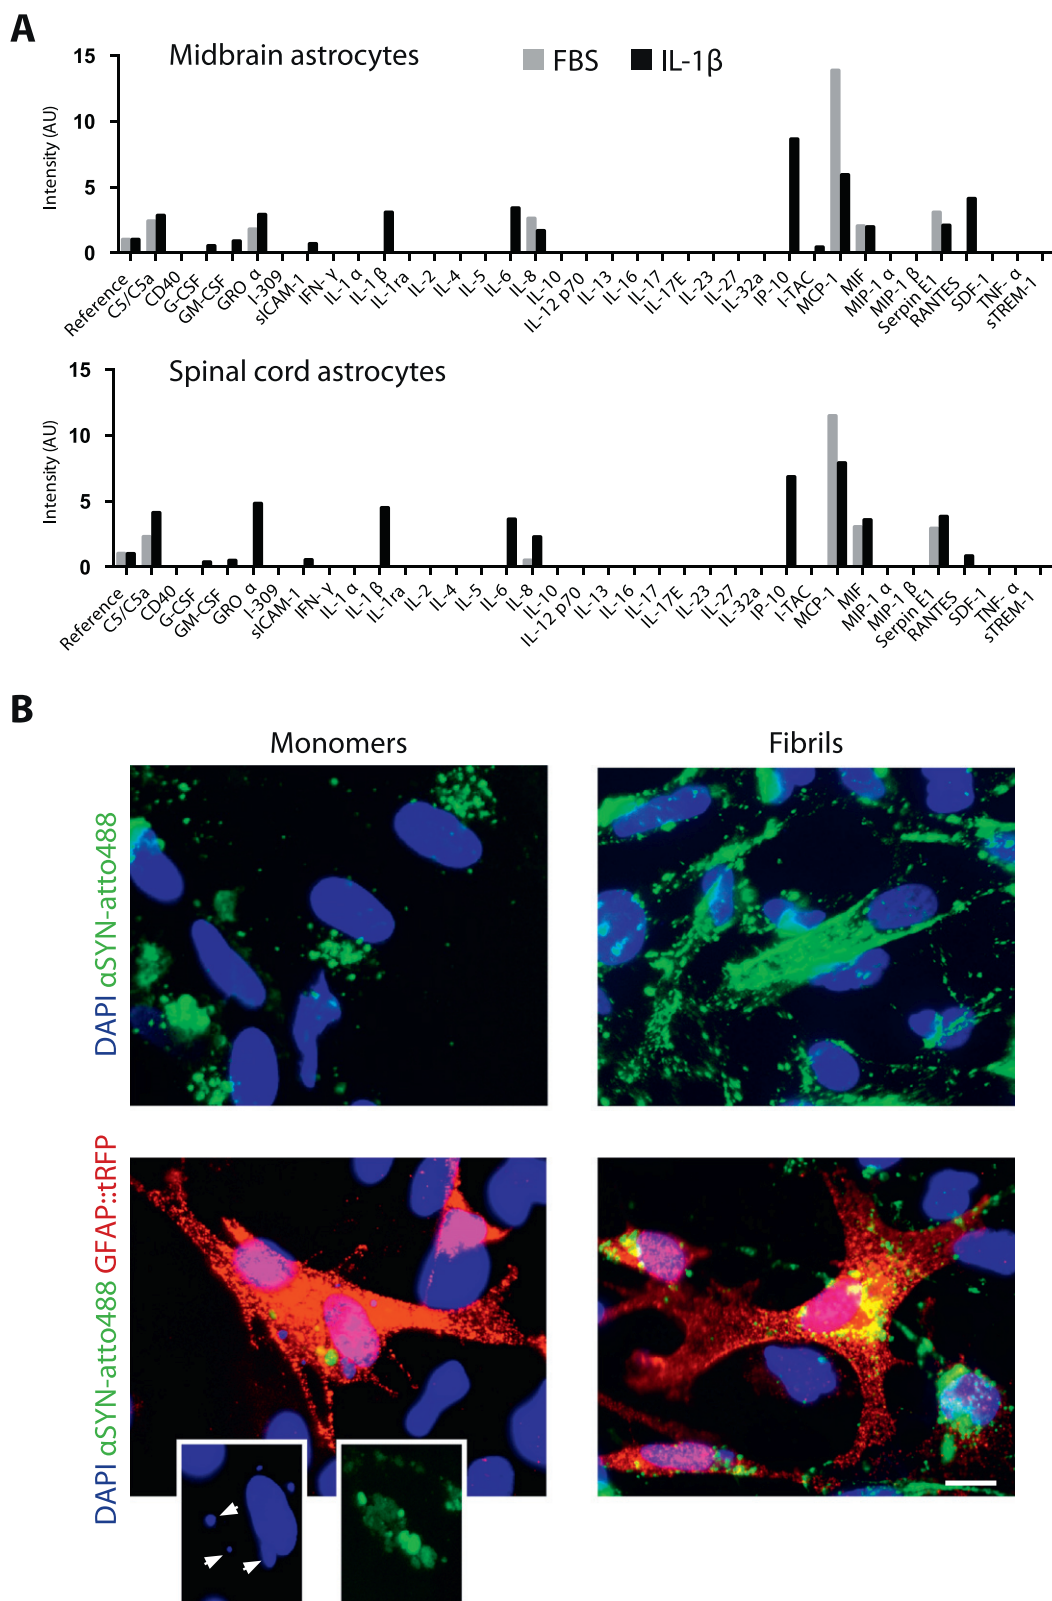 A
Midbrain astrocytes
FBS
IL-1β
Intensity (AU)
15
10
5
0
Reference
C5/C5a
CD40
G-CSF
GM-CSF
GRO α
I-309
sICAM-1
IFN- γ
IL-1 α
IL-1 β
IL-1ra
IL-2
IL-4
IL-5
IL-6
IL-8
IL-10
IL-12 p70
IL-13
IL-16
IL-17
IL-17E
IL-23
IL-27
IL-32a
IP-10
I-TAC
MCP-1
MIF
MIP-1 α
MIP-1 β
Serpin E1
RANTES
SDF-1
TNF- α
sTREM-1
Spinal cord astrocytes
Intensity (AU)
15
10
5
0
Reference
C5/C5a
CD40
G-CSF
GM-CSF
GRO α
I-309
sICAM-1
IFN- γ
IL-1 α
IL-1 β
IL-1ra
IL-2
IL-4
IL-5
IL-6
IL-8
IL-10
IL-12 p70
IL-13
IL-16
IL-17
IL-17E
IL-23
IL-27
IL-32a
IP-10
I-TAC
MCP-1
MIF
MIP-1 α
MIP-1 β
Serpin E1
RANTES
SDF-1
TNF- α
sTREM-1
B
Monomers
Fibrils
DAPI αSYN-atto488
DAPI αSYN-atto488 GFAP::tRFP